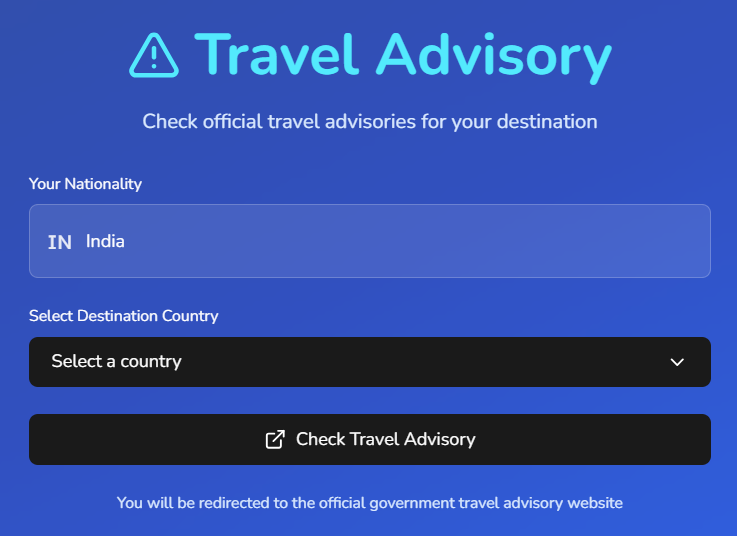 Travel Advisory
Check official travel advisories for your destination
Your Nationality
IN India
Select Destination Country
Select a country
Check Travel Advisory
You will be redirected to the official government travel advisory website